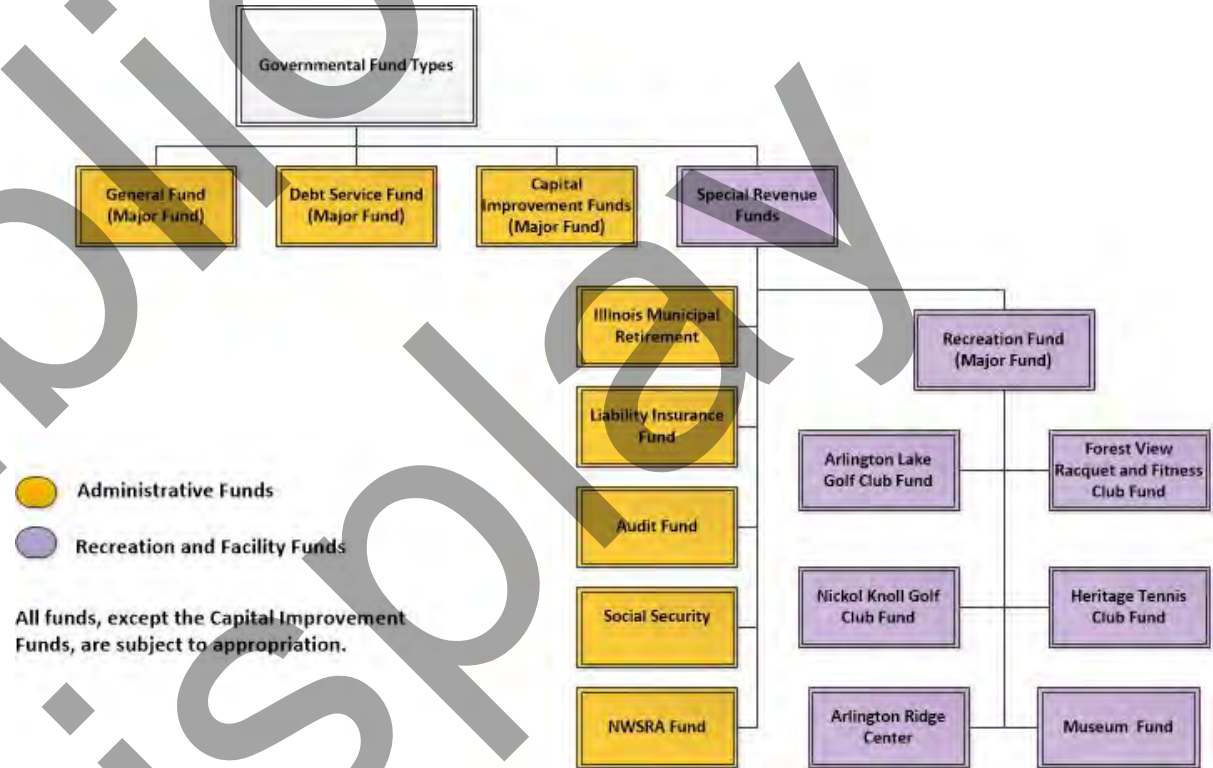 Governmental Fund Types
General Fund
(Major Fund)
Debt Service Fund
(Major Fund)
Capital
Improvement Funds
(Major Fund)
Special Revenue
Funds
Illinois Municipal
Retirement
Recreation Fund
(Major Fund)
Liability Insurance
Fund
Arlington Lake
Golf Club Fund
Forest View
Racquet and Fitness
Club Fund
Administrative Funds
Recreation and Facility Funds
Audit Fund
Nickol Knoll Golf
Club Fund
Heritage Tennis
Club Fund
All funds, except the Capital Improvement
Funds, are subject to appropriation.
Social Security
NWSRA Fund
Arlington Ridge
Center
Museum Fund
display